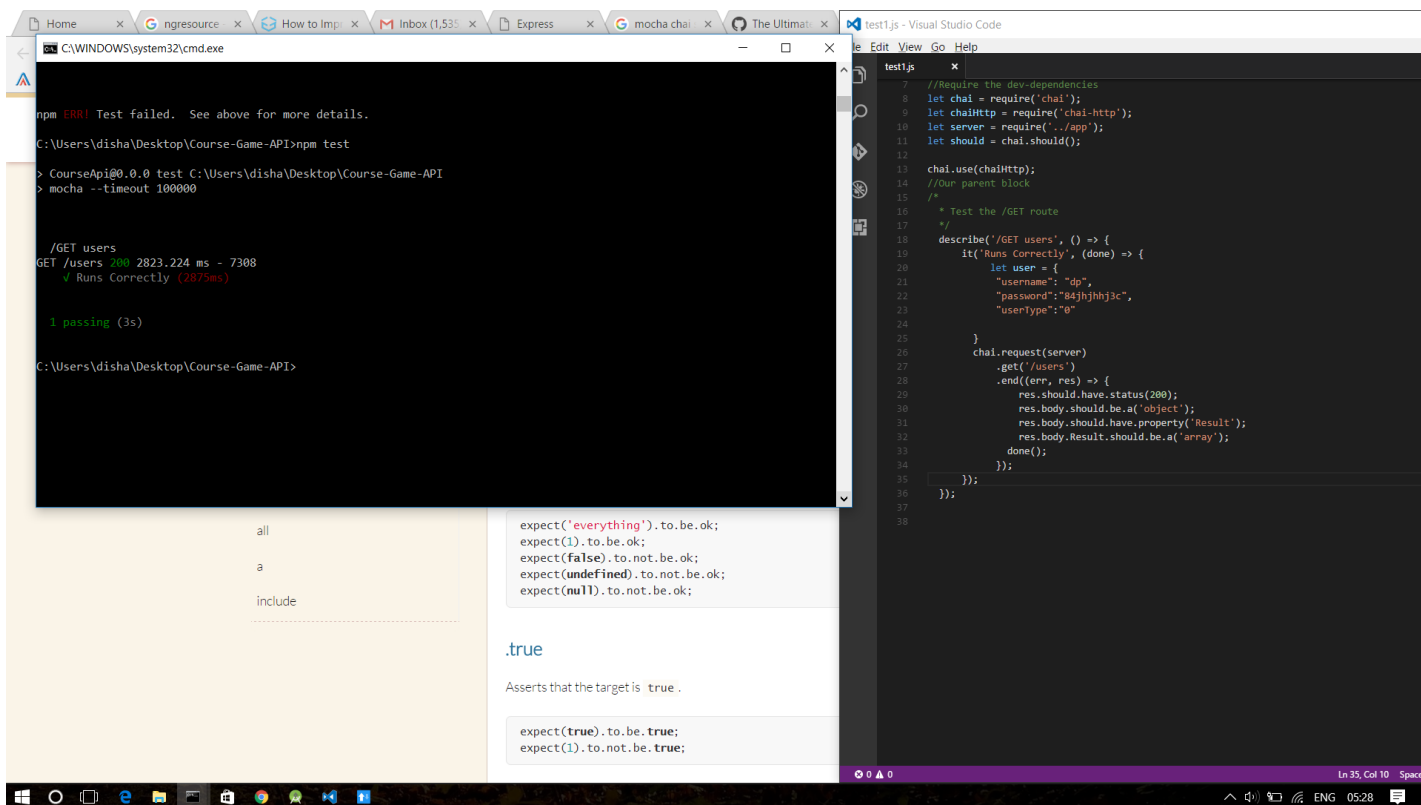 Home
ngresource
How to Imp
Inbox (1,535
Express
mocha chai
The Ultimat
test1.js - Visual Studio Code
C:\WINDOWS\system32\cmd.exe
npm ERR! Test failed.  See above for more details.
C:\Users\disha\Desktop\Course-Game-API>npm test
> CourseApi@0.0.0 test C:\Users\disha\Desktop\Course-Game-API
> mocha --timeout 100000
/GET users
GET /users 200 2823.224 ms - 7308
√ Runs Correctly (2875ms)
1 passing (3s)
C:\Users\disha\Desktop\Course-Game-API>
all
a
include
expect('everything').to.be.ok;
expect(1).to.be.ok;
expect(false).to.not.be.ok;
expect(undefined).to.not.be.ok;
expect(null).to.not.be.ok;
.true
Asserts that the target is true .
expect(true).to.be.true;
expect(1).to.not.be.true;
le Edit View Go Help
test1.js
7 //Require the dev-dependencies
8 let chai = require('chai');
9 let chaiHttp = require('chai-http');
10 let server = require('../app');
11 let should = chai.should();
12
13 chai.use(chaiHttp);
14 //Our parent block
15 /*
16 * Test the /GET route
17 */
18 describe('/GET users', () => {
19 it('Runs Correctly', (done) => {
20 let user = {
21 "username": "dp",
22 "password":"84jhjhhj3c",
23 "userType":"0"
24
25 }
26 chai.request(server)
27 .get('/users')
28 .end((err, res) => {
29 res.should.have.status(200);
30 res.body.should.be.a('object');
31 res.body.should.have.property('Result');
32 res.body.Result.should.be.a('array');
33 done();
34 });
35 });
36 });
37
38
0 0
Ln 35, Col 10 Space
ENG 05:28